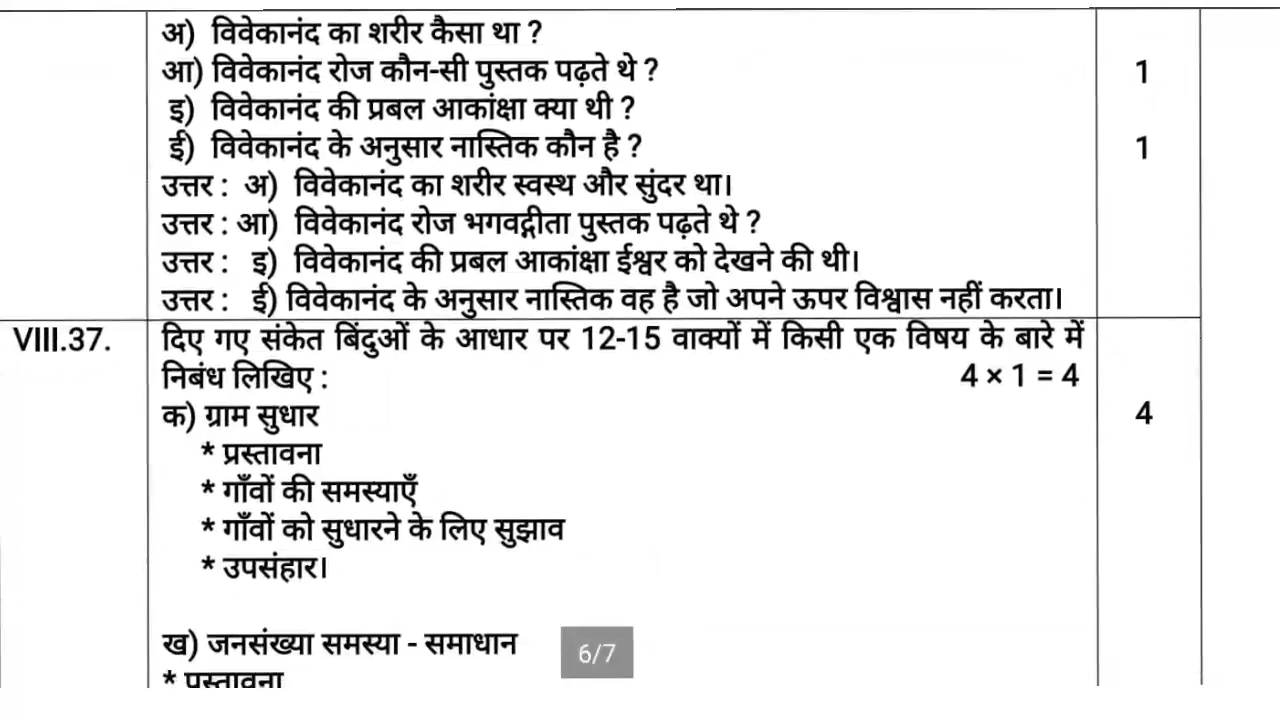 अ) विवेकानंद का शरीर कैसा था ?
आ) विवेकानंद रोज कौन-सी पुस्तक पढ़ते थे ? 1
इ) विवेकानंद की प्रबल आकांक्षा क्या थी ?
ई) विवेकानंद के अनुसार नास्तिक कौन है ? 1
उत्तर : अ) विवेकानंद का शरीर स्वस्थ और सुंदर था।
उत्तर : आ) विवेकानंद रोज भगवद्गीता पुस्तक पढ़ते थे ?
उत्तर : इ) विवेकानंद की प्रबल आकांक्षा ईश्वर को देखने की थी।
उत्तर : ई) विवेकानंद के अनुसार नास्तिक वह है जो अपने ऊपर विश्वास नहीं करता।
VIII.37. दिए गए संकेत बिंदुओं के आधार पर 12-15 वाक्यों में किसी एक विषय के बारे में
निबंध लिखिए : 4 × 1 = 4
क) ग्राम सुधार 4
* प्रस्तावना
* गाँवों की समस्याएँ
* गाँवों को सुधारने के लिए सुझाव
* उपसंहार।
ख) जनसंख्या समस्या - समाधान
6/7
* प्रस्तावना